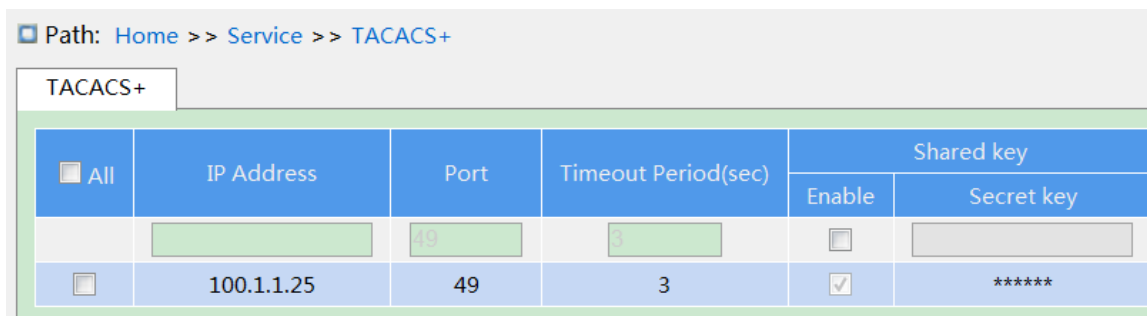 Path: Home >> Service >> TACACS+
TACACS+
All IP Address Port Timeout Period(sec) Shared key
Enable Secret key
49 3
100.1.1.25 49 3 ******